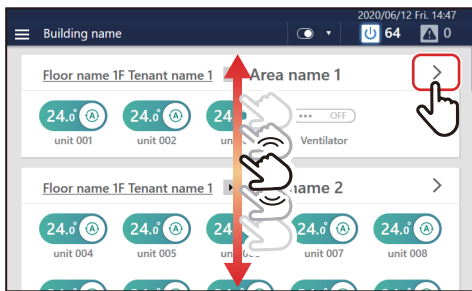 2020/06/12 Fri. 14:47
Building name 64 0
Floor name 1F Tenant name 1 Area name 1
24.0° A 24.0° A 24 ••• OFF
unit 001 unit 002 Ventilator
Floor name 1F Tenant name 1 name 2
24.0° A 24.0° A 24. 24.0° A 24.0° A
unit 004 unit 005 unit 007 unit 008